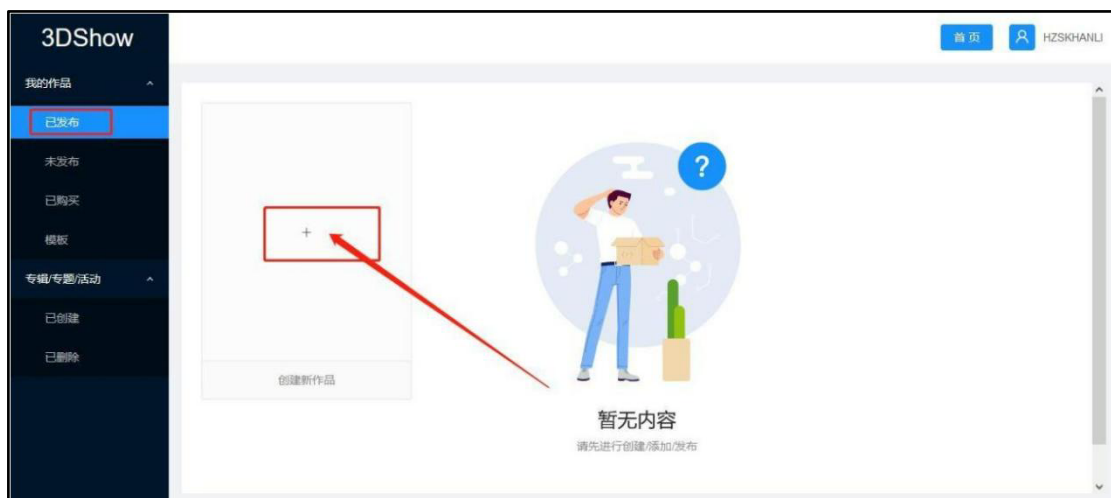 3DShow
首页
HZSKHANLI
我的作品
已发布
未发布
已购买
模板
专辑/专题/活动
已创建
已删除
+
创建新作品
?
暂无内容
请先进行创建/添加/发布